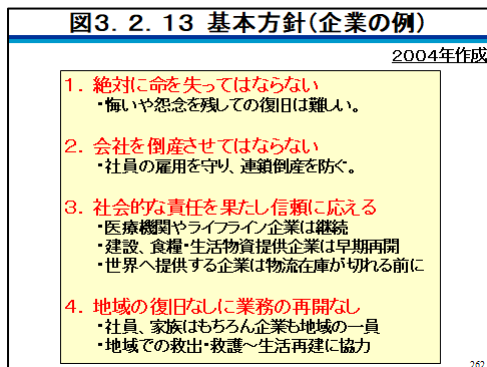 図3.2.13 基本方針(企業の例)
2004年作成
1.絶対に命を失ってはならない
・悔いや怨念を残しての復旧は難しい。
2.会社を倒産させてはならない
・社員の雇用を守り、連鎖倒産を防ぐ。
3.社会的な責任を果たし信頼に応える
・医療機関やライフライン企業は継続
・建設、食糧・生活物資提供企業は早期再開
・世界へ提供する企業は物流在庫が切れる前に
4.地域の復旧なしに業務の再開なし
・社員、家族はもちろん企業も地域の一員
・地域での救出・救護~生活再建に協力
262